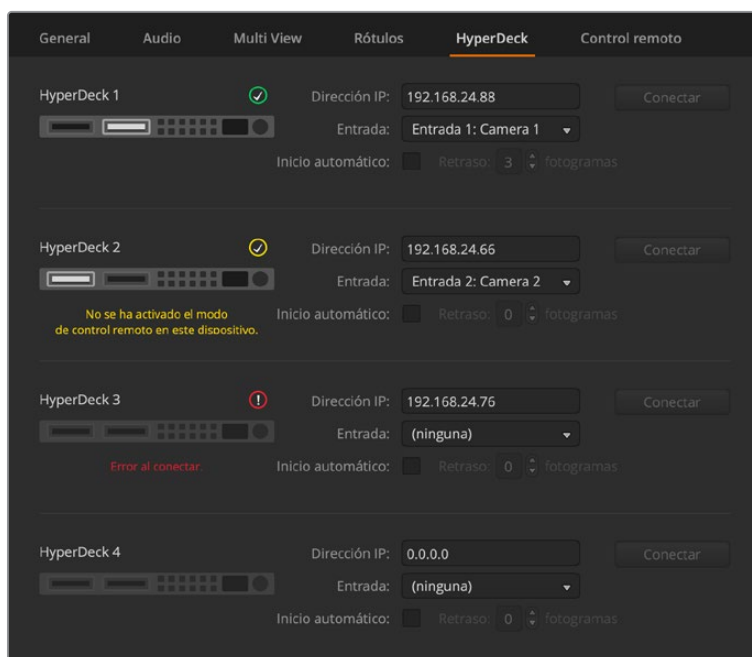 General Audio Multi View Rótulos HyperDeck Control remoto
HyperDeck 1 Dirección IP: 192.168.24.88 Conectar
Entrada: Entrada 1: Camera 1
Inicio automático: Retraso: 3 fotogramas
HyperDeck 2 Dirección IP: 192.168.24.66 Conectar
Entrada: Entrada 2: Camera 2
No se ha activado el modo
de control remoto en este dispositivo.
Inicio automático: Retraso: 0 fotogramas
HyperDeck 3 Dirección IP: 192.168.24.76 Conectar
Entrada: (ninguna)
Error al conectar. Inicio automático: Retraso: 0 fotogramas
HyperDeck 4 Dirección IP: 0.0.0.0 Conectar
Entrada: (ninguna)
Inicio automático: Retraso: 0 fotogramas